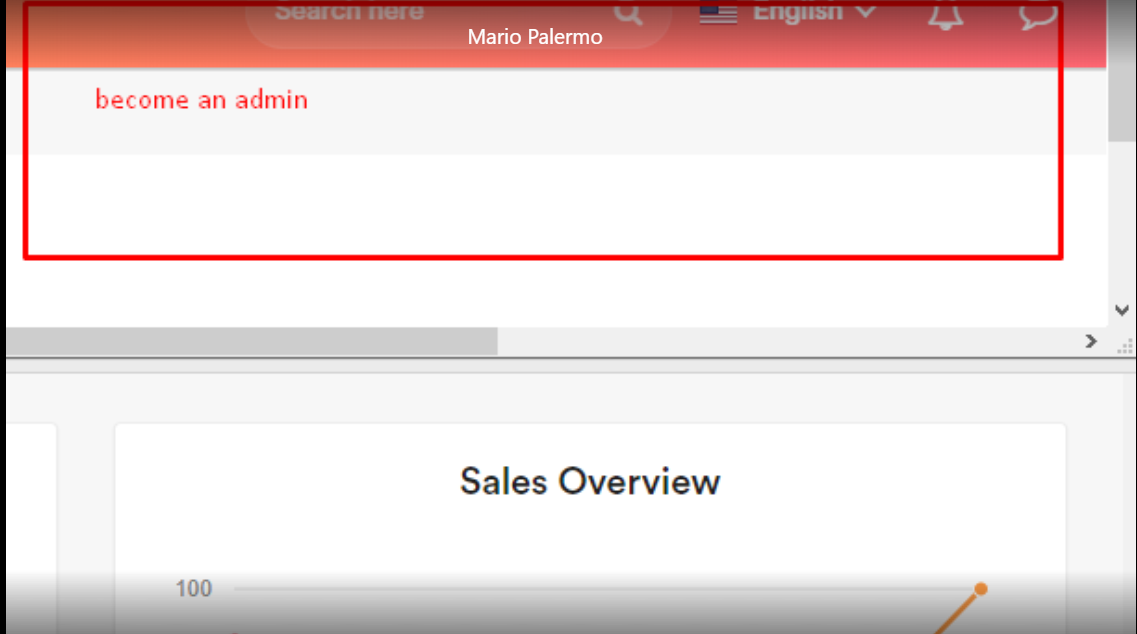 Search here
English
Mario Palermo
become an admin
Sales Overview
100